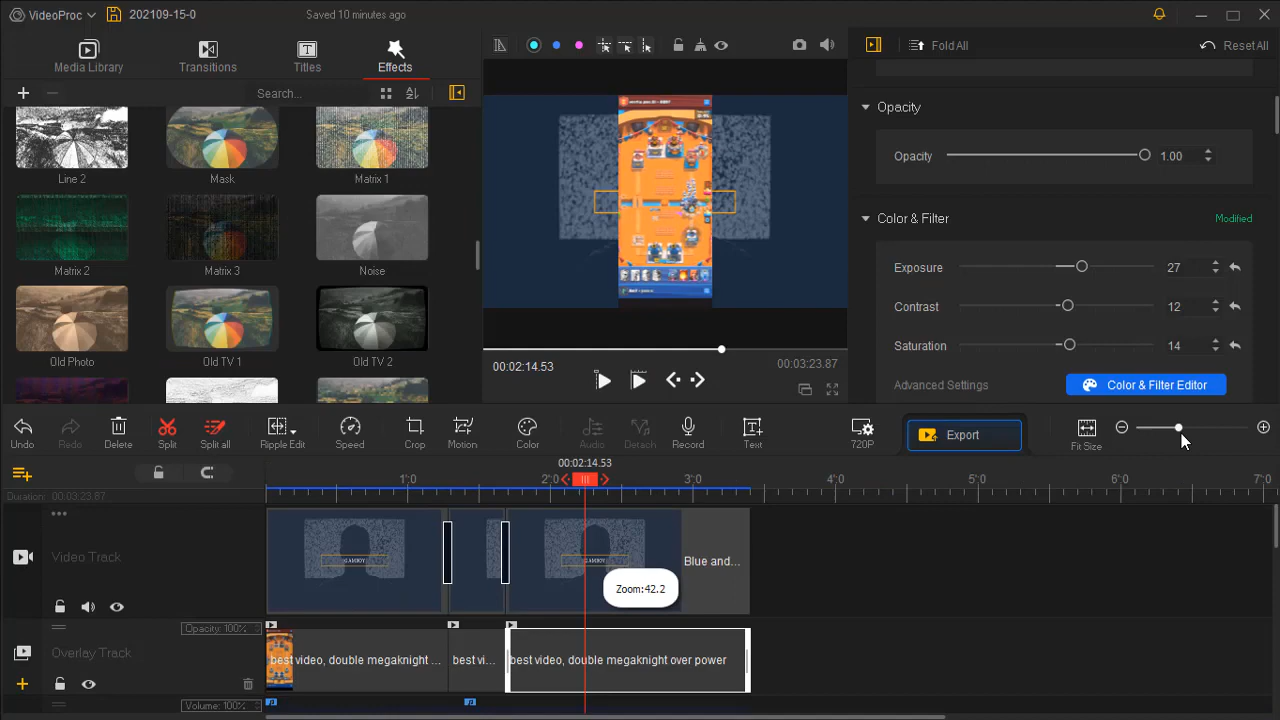 VideoProc
202109-15-0
Saved 10 minutes ago
Media Library
Transitions
Titles
Effects
Search...
Line 2
Mask
Matrix 1
Matrix 2
Matrix 3
Noise
Old Photo
Old TV 1
Old TV 2
00:02:14.53
00:03:23.87
Fold All
Reset All
Opacity
Opacity
1.00
Color & Filter
Modified
Exposure
27
Contrast
12
Saturation
14
Advanced Settings
Color & Filter Editor
Undo
Redo
Delete
Split
Split all
Ripple Edit
Speed
Crop
Motion
Color
Audio
Detach
Record
Text
720P
Export
Fit Size
00:02:14.53
Duration: 00:03:23.87
1:0
2:0
3:0
4:0
5:0
6:0
7:0
Video Track
Blue and...
Zoom:42.2
Opacity: 100%
Overlay Track
best video, double megaknight ...
best vi...
best video, double megaknight over power
Volume: 100%